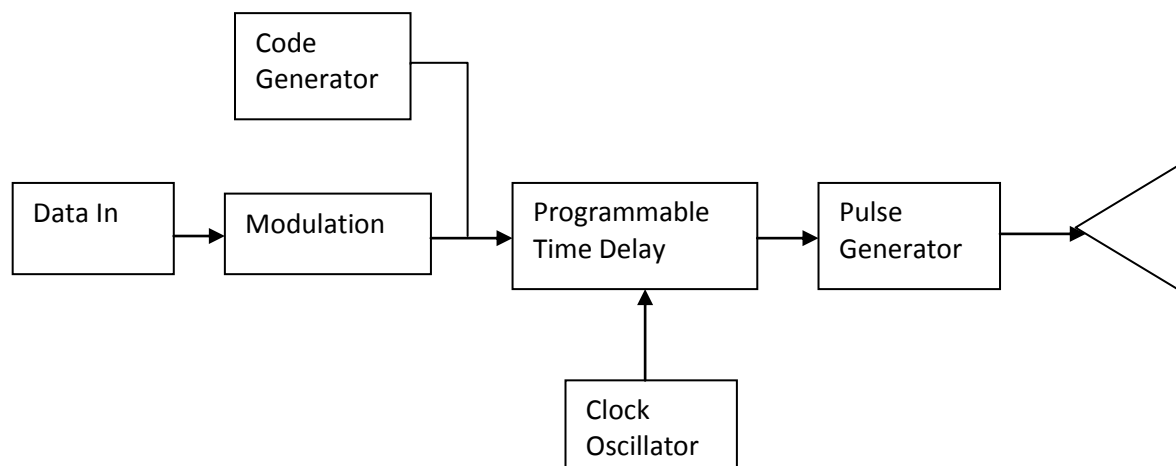 Code
Generator
Data In
Modulation
Programmable
Time Delay
Pulse
Generator
Clock
Oscillator